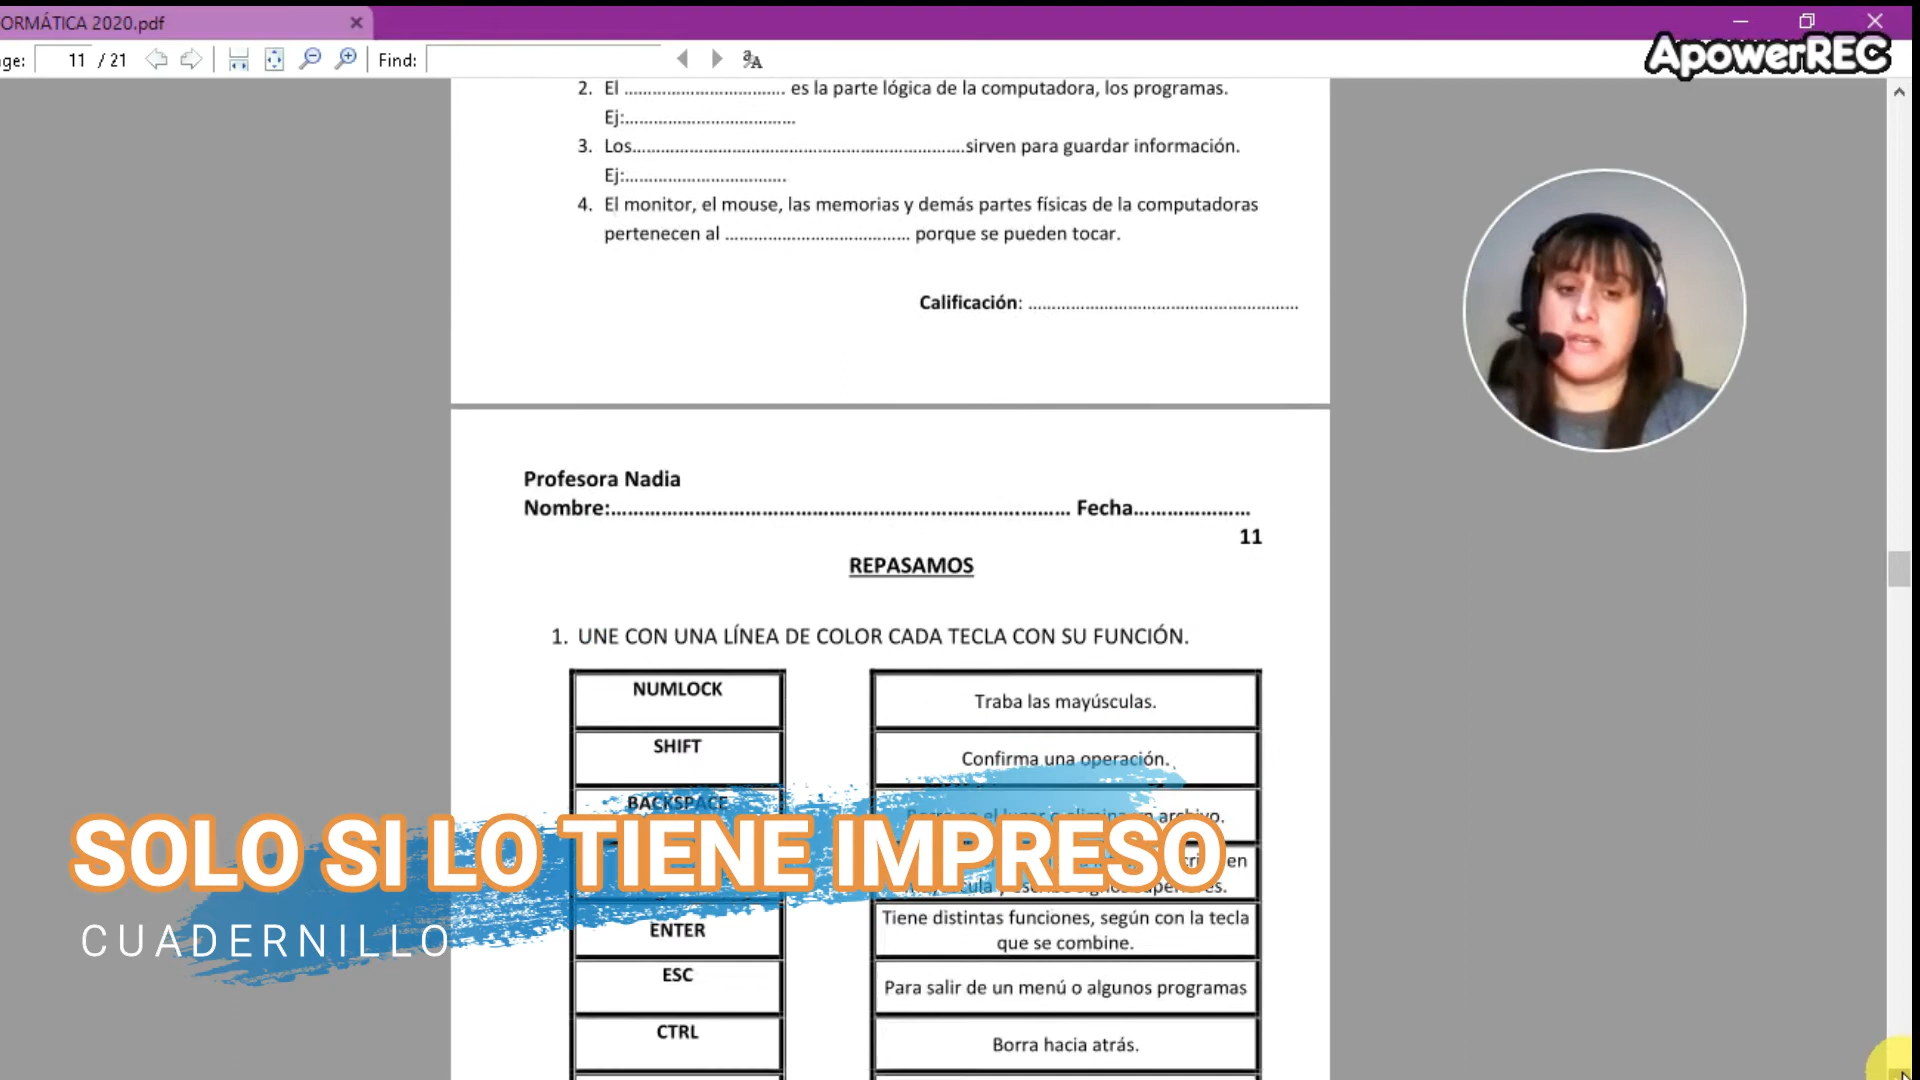 ORMÁTICA 2020.pdf
ge: 11 / 21 Find:
ApowerREC
2. El ................................ es la parte lógica de la computadora, los programas.
Ej:..................................
3. Los..................................................................sirven para guardar información.
Ej:................................
4. El monitor, el mouse, las memorias y demás partes físicas de la computadoras
pertenecen al ..................................... porque se pueden tocar.
Calificación: ......................................................
Profesora Nadia
Nombre:........................................................................ Fecha.....................
11
REPASAMOS
1. UNE CON UNA LÍNEA DE COLOR CADA TECLA CON SU FUNCIÓN.
NUMLOCK
Traba las mayúsculas.
SHIFT
Confirma una operación.
BACKSPACE
archivo.
SOLO SI LO TIENE IMPRESO
en
CUADERNILLO
ENTER
Tiene distintas funciones, según con la tecla
que se combine.
ESC
Para salir de un menú o algunos programas
CTRL
Borra hacia atrás.